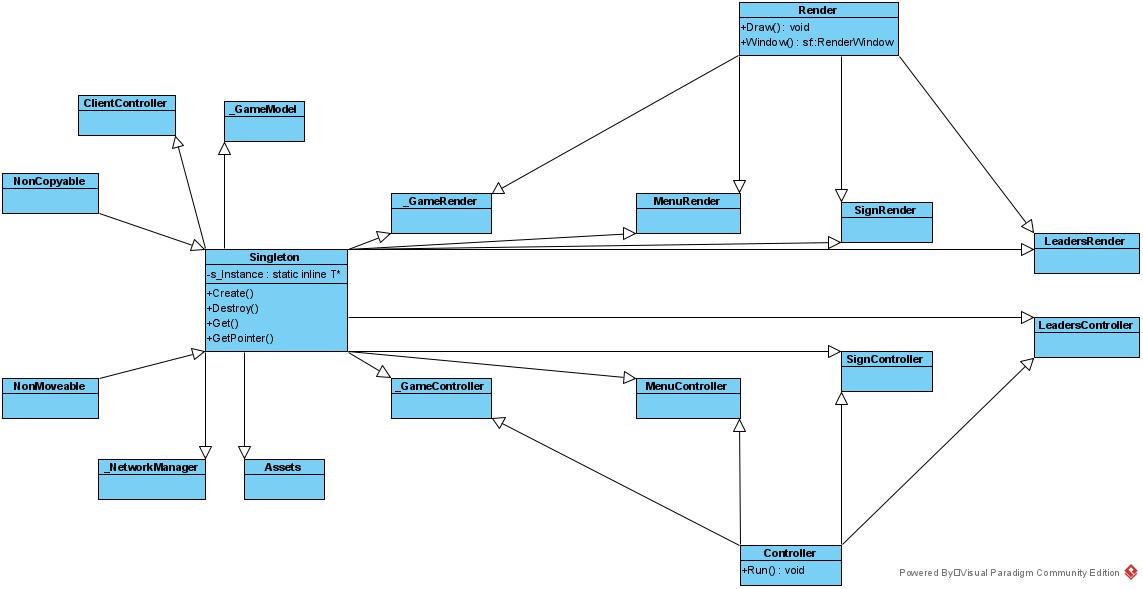 Render
+Draw() : void
+Window() : sf::RenderWindow
ClientController
_GameModel
NonCopyable
_GameRender
MenuRender
SignRender
LeadersRender
Singleton
-s_Instance : static inline T*
+Create()
+Destroy()
+Get()
+GetPointer()
LeadersController
SignController
NonMoveable
_GameController
MenuController
_NetworkManager
Assets
Controller
+Run() : void
Powered By□Visual Paradigm Community Edition